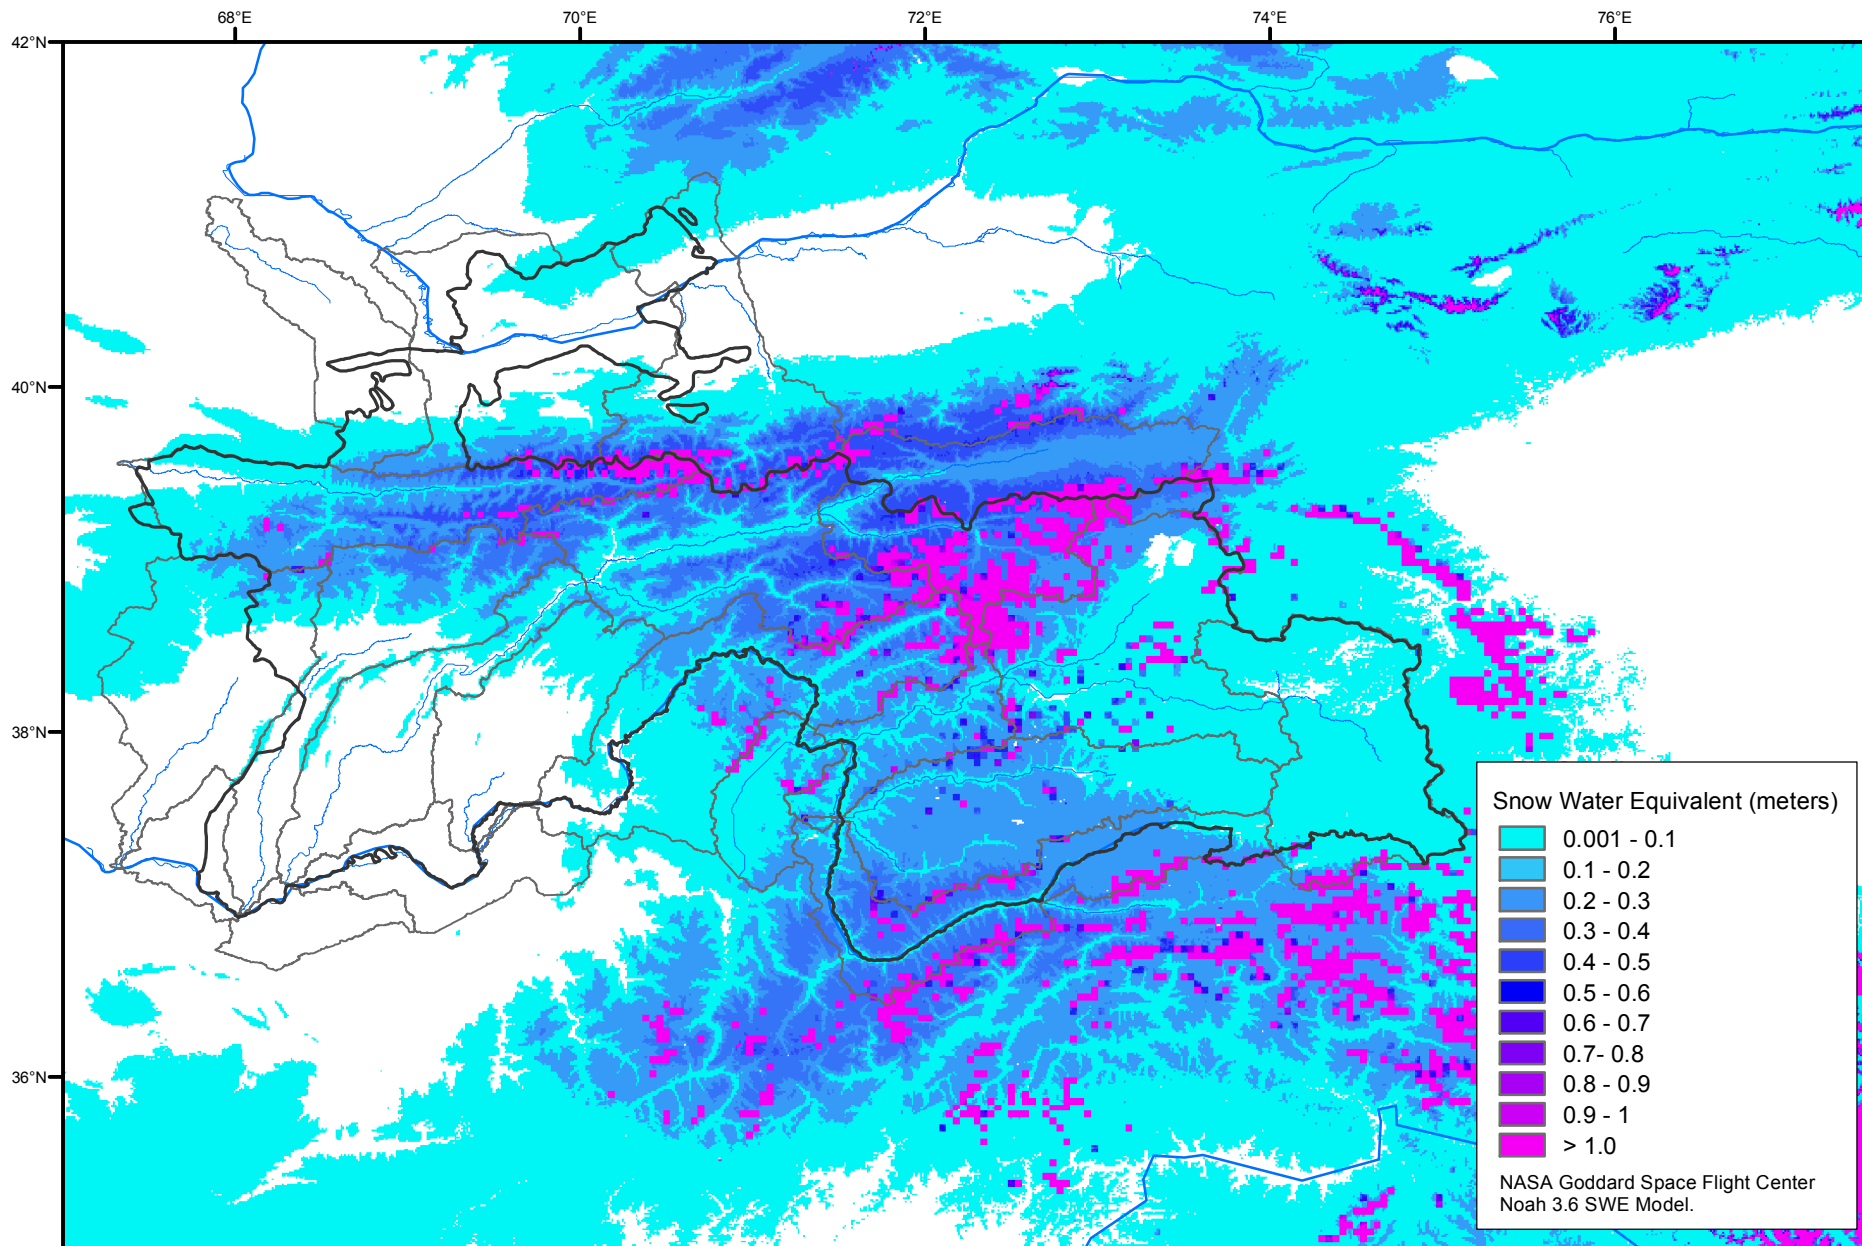 68°E 70°E 72°E 74°E 76°E
42°N
40°N
38°N
36°N
Snow Water Equivalent (meters)
0.001 - 0.1
0.1 - 0.2
0.2 - 0.3
0.3 - 0.4
0.4 - 0.5
0.5 - 0.6
0.6 - 0.7
0.7- 0.8
0.8 - 0.9
0.9 - 1
> 1.0
NASA Goddard Space Flight Center
Noah 3.6 SWE Model.